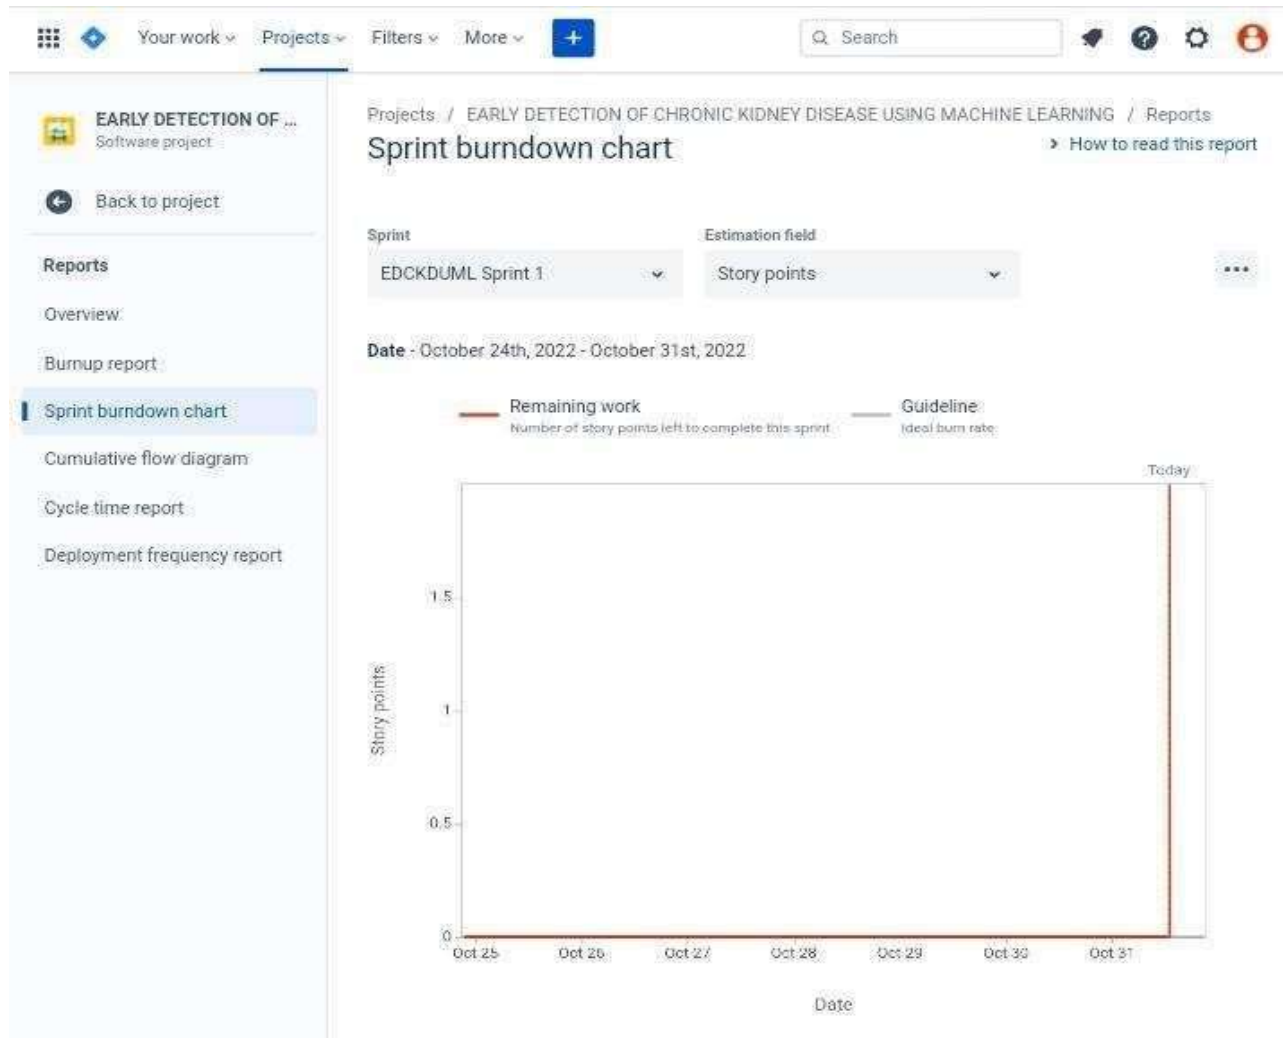 Your work Projects Filters More + Search
EARLY DETECTION OF ...
Software project
Back to project
Reports
Overview
Burnup report
Sprint burndown chart
Cumulative flow diagram
Cycle time report
Deployment frequency report
Projects / EARLY DETECTION OF CHRONIC KIDNEY DISEASE USING MACHINE LEARNING / Reports
Sprint burndown chart
How to read this report
Sprint Estimation field
EDCKDUML Sprint 1 Story points
Date - October 24th, 2022 - October 31st, 2022
Remaining work Guideline
Number of story points left to complete this sprint Ideal burn rate
Today
1.5
1
0.5
0
Story points
Oct 25 Oct 26 Oct 27 Oct 28 Oct 29 Oct 30 Oct 31
Date